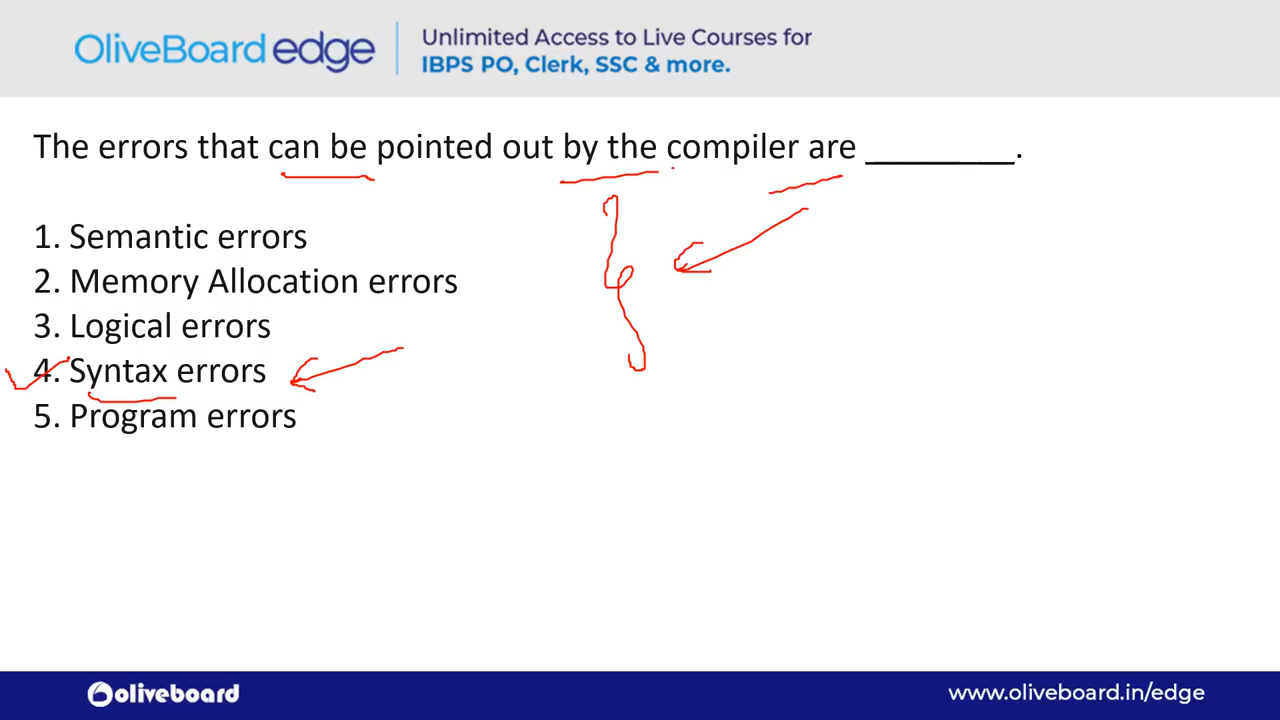 OliveBoard edge
Unlimited Access to Live Courses for
IBPS PO, Clerk, SSC & more.
The errors that can be pointed out by the compiler are ________.
1. Semantic errors
2. Memory Allocation errors
3. Logical errors
4. Syntax errors
5. Program errors
oliveboard
www.oliveboard.in/edge